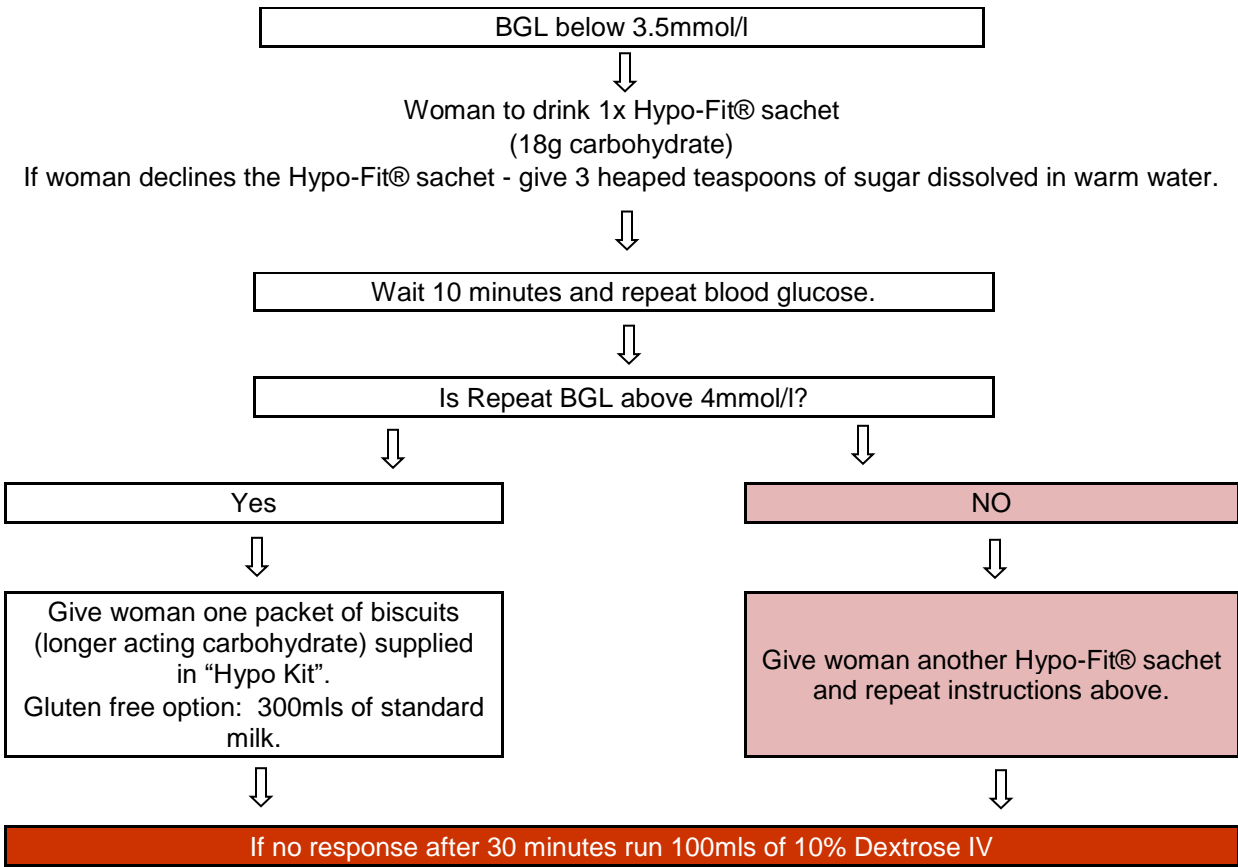 BGL below 3.5mmol/l
Woman to drink 1x Hypo-Fit® sachet
(18g carbohydrate)
If woman declines the Hypo-Fit® sachet - give 3 heaped teaspoons of sugar dissolved in warm water.
Wait 10 minutes and repeat blood glucose.
Is Repeat BGL above 4mmol/l?
Yes
NO
Give woman one packet of biscuits
(longer acting carbohydrate) supplied
in “Hypo Kit”.
Gluten free option:  300mls of standard
milk.
Give woman another Hypo-Fit® sachet
and repeat instructions above.
If no response after 30 minutes run 100mls of 10% Dextrose IV